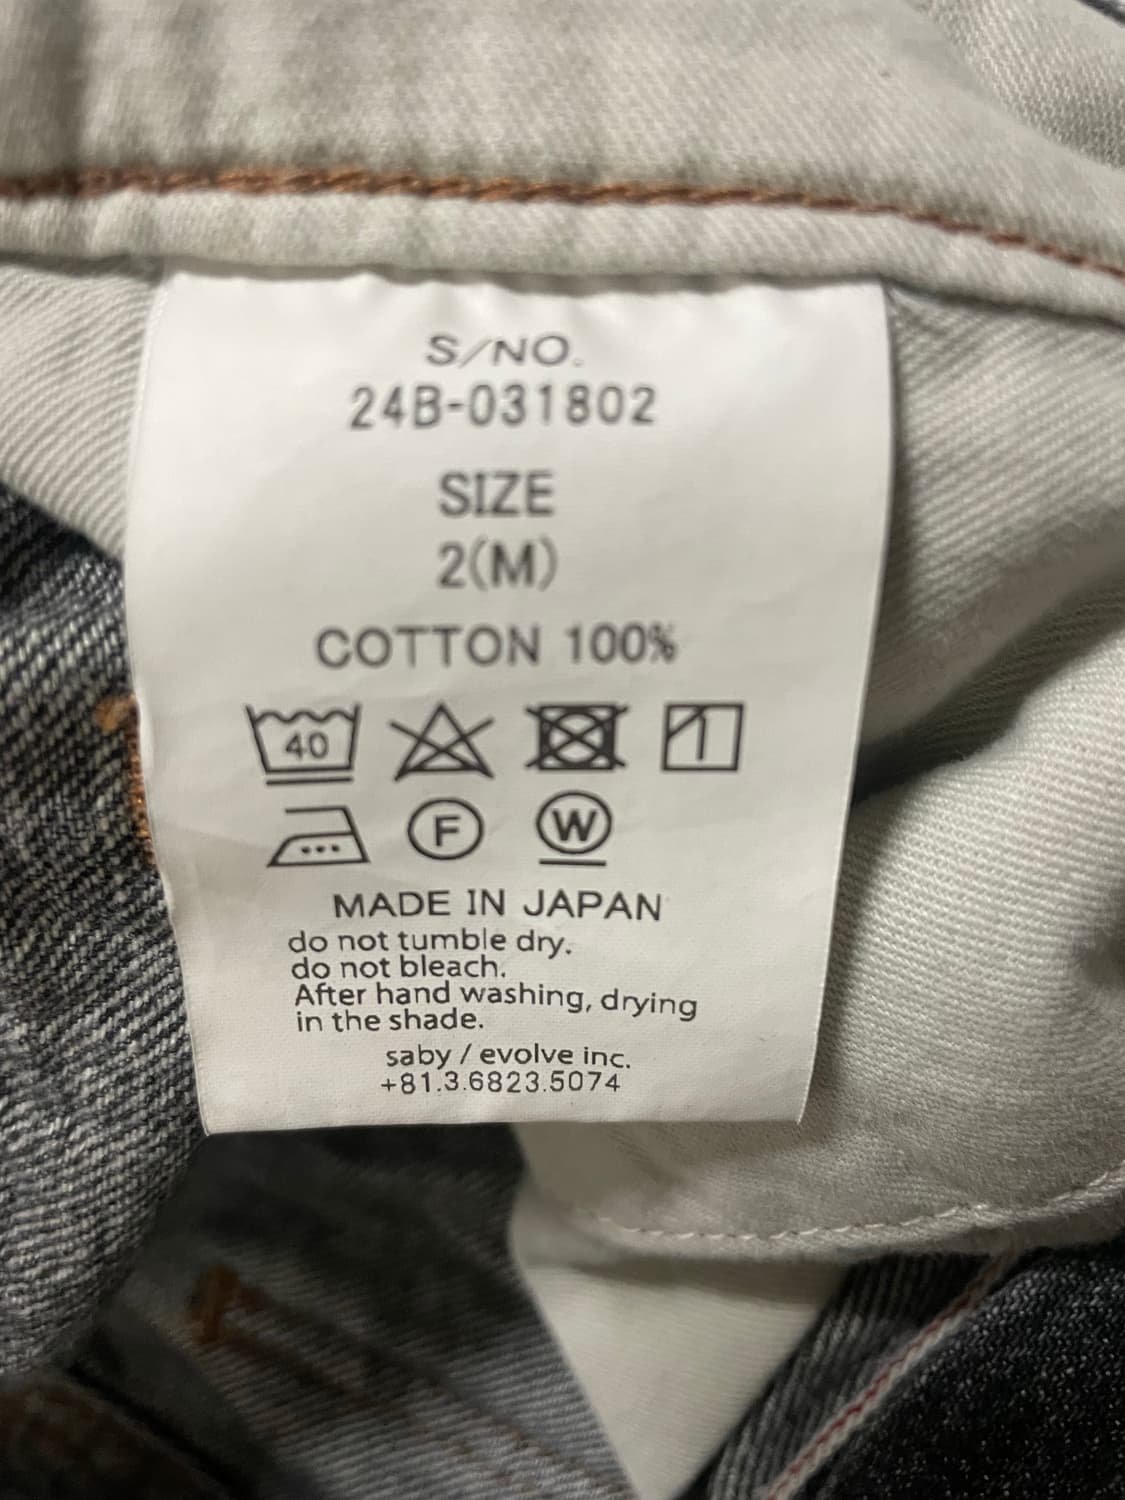 S/NO.
24B-031802
SIZE
2(M)
COTTON 100%
40
F W
MADE IN JAPAN
do not tumble dry.
do not bleach.
After hand washing, drying
in the shade.
saby / evolve inc.
+81.3.6823.5074